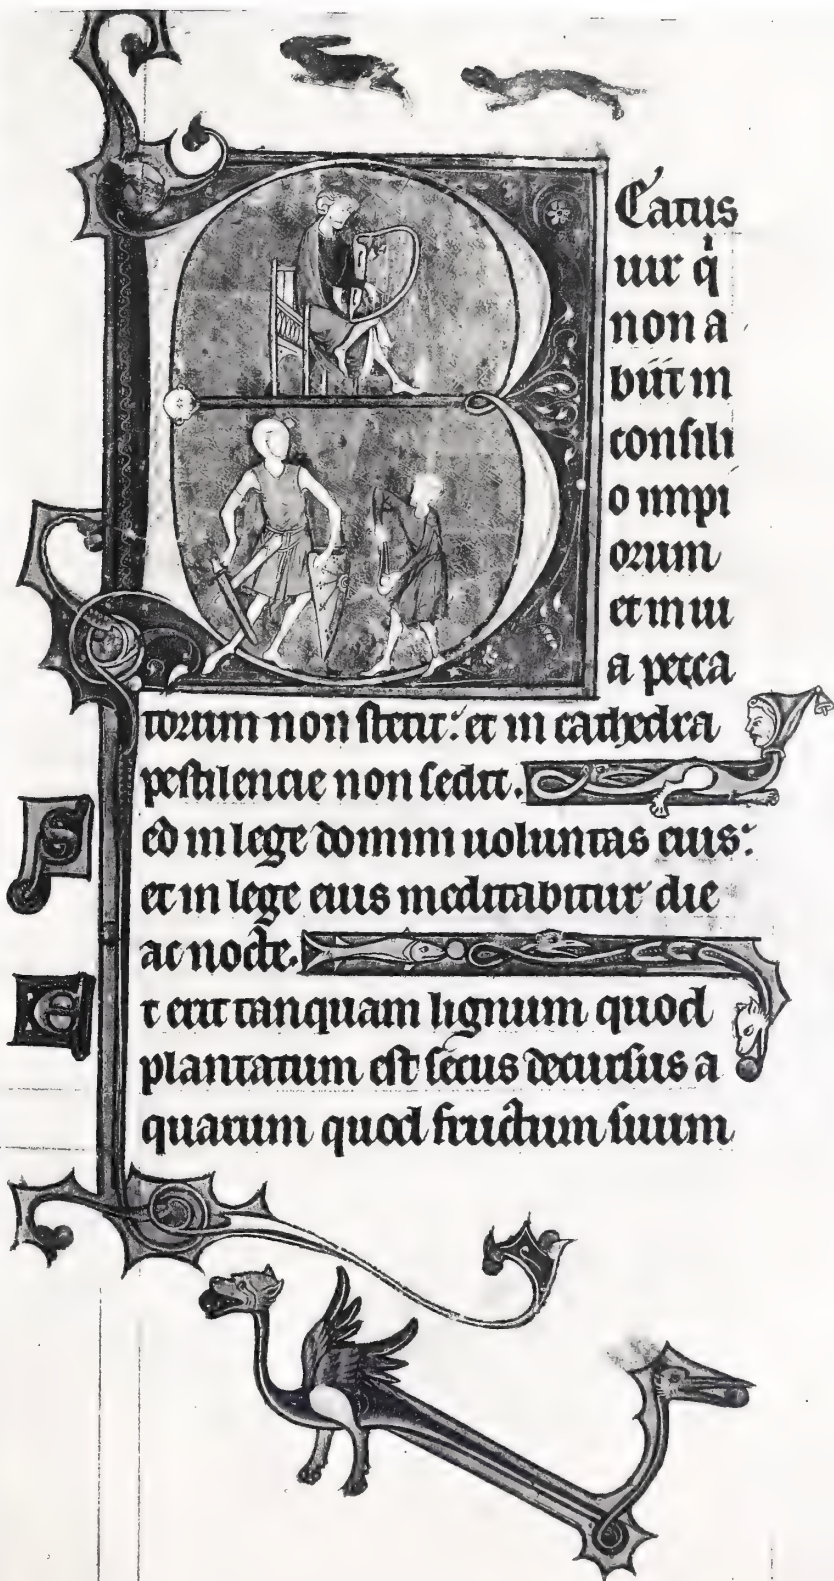 B Eatus
uir q̇
non a
biit in
consili
o impi
orum
et in ui
a pecca
torum non stetit: et in cathedra
pestilencie non sedit.
Sed in lege domini uoluntas eius:
et in lege eius meditabitur die
ac nocte.
Et erit tanquam lignum quod
plantatum est secus decursus a
quarum quod fructum suum